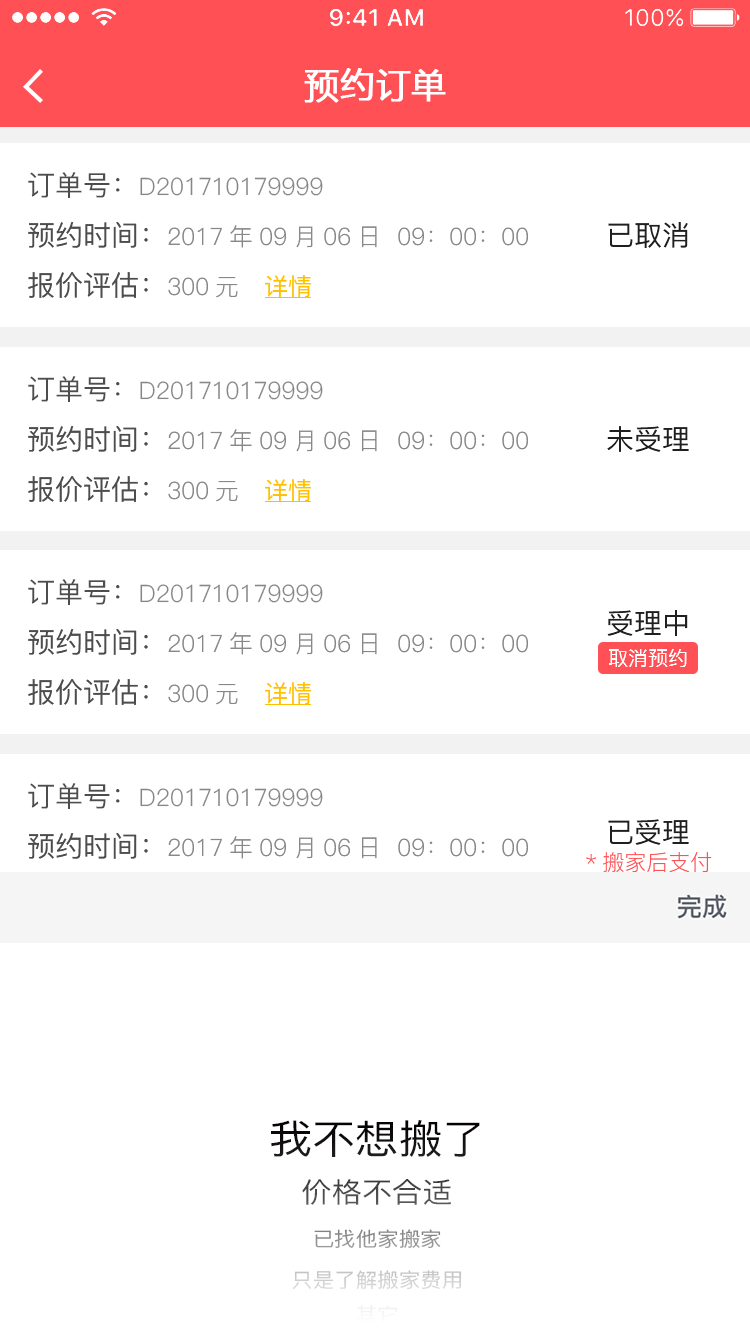 9:41 AM 100%
预约订单
订单号：D201710179999
预约时间：2017 年 09 月 06 日 09：00：00
已取消
报价评估：300 元 详情
订单号：D201710179999
预约时间：2017 年 09 月 06 日 09：00：00
未受理
报价评估：300 元 详情
订单号：D201710179999
受理中
预约时间：2017 年 09 月 06 日 09：00：00
取消预约
报价评估：300 元 详情
订单号：D201710179999
已受理
预约时间：2017 年 09 月 06 日 09：00：00
* 搬家后支付
完成
我不想搬了
价格不合适
已找他家搬家
只是了解搬家费用
其它